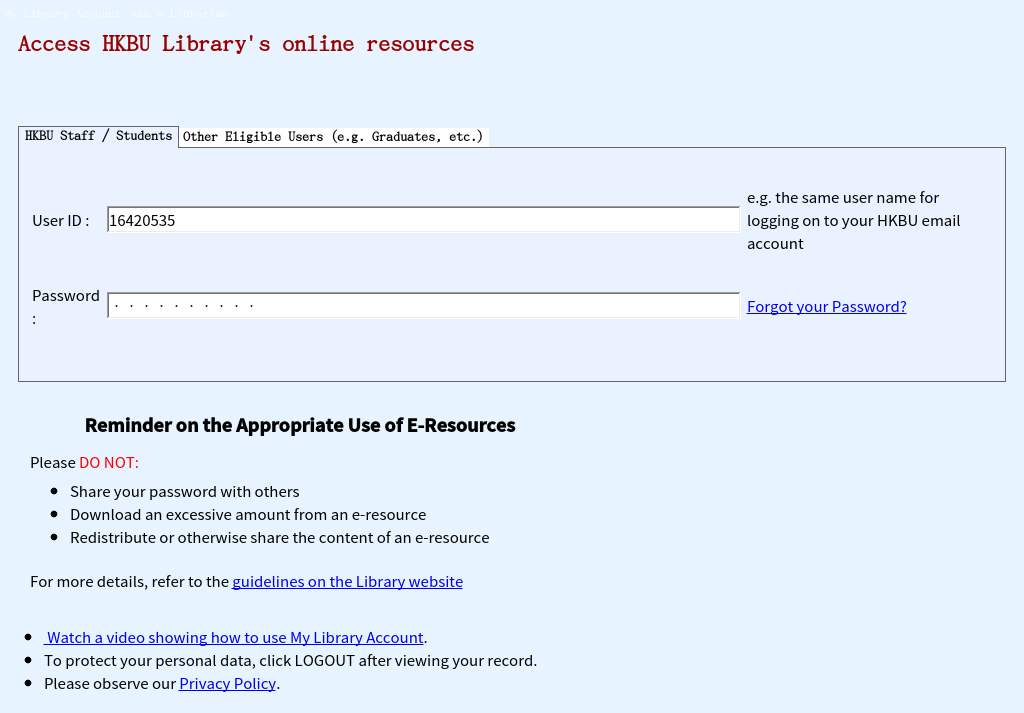 My Library Account Ask a Librarian
Access HKBU Library's online resources
HKBU Staff / Students
Other Eligible Users (e.g. Graduates, etc.)
User ID :
16420535
e.g. the same user name for
logging on to your HKBU email
account
Password
:
· · · · · · · · · ·
Forgot your Password?
Reminder on the Appropriate Use of E-Resources
Please DO NOT:
Share your password with others
Download an excessive amount from an e-resource
Redistribute or otherwise share the content of an e-resource
For more details, refer to the guidelines on the Library website
Watch a video showing how to use My Library Account.
To protect your personal data, click LOGOUT after viewing your record.
Please observe our Privacy Policy.